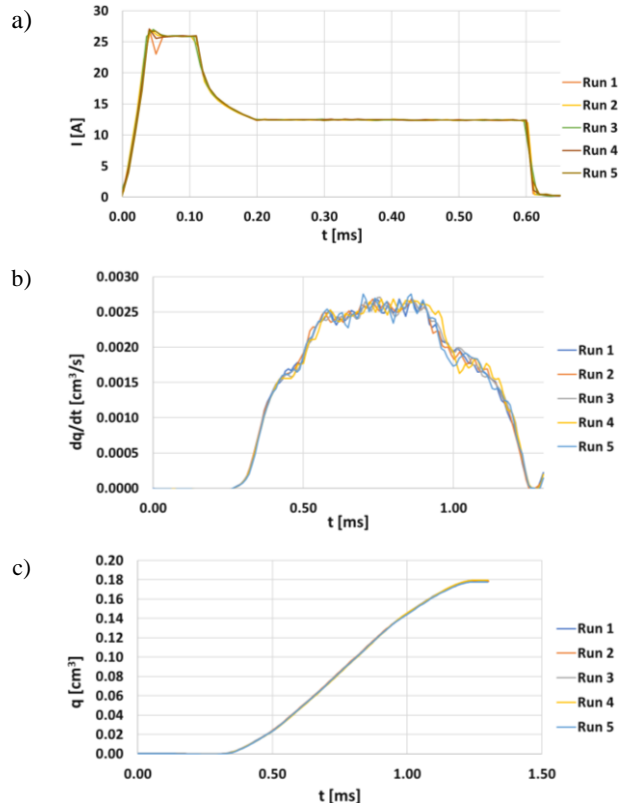 a)
30
25
20
15
10
5
0
I [A]
0.00 0.10 0.20 0.30 0.40 0.50 0.60
t [ms]
Run 1
Run 2
Run 3
Run 4
Run 5
b)
0.0030
0.0025
0.0020
0.0015
0.0010
0.0005
0.0000
dq/dt [cm³/s]
0.00 0.50 1.00
t [ms]
Run 1
Run 2
Run 3
Run 4
Run 5
c)
0.20
0.18
0.16
0.14
0.12
0.10
0.08
0.06
0.04
0.02
0.00
q [cm³]
0.00 0.50 1.00 1.50
t [ms]
Run 1
Run 2
Run 3
Run 4
Run 5